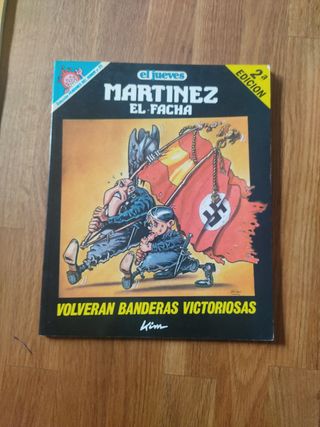 el jueves
MARTINEZ
EL FACHA
2ª
EDICION
VOLVERAN BANDERAS VICTORIOSAS
Kim